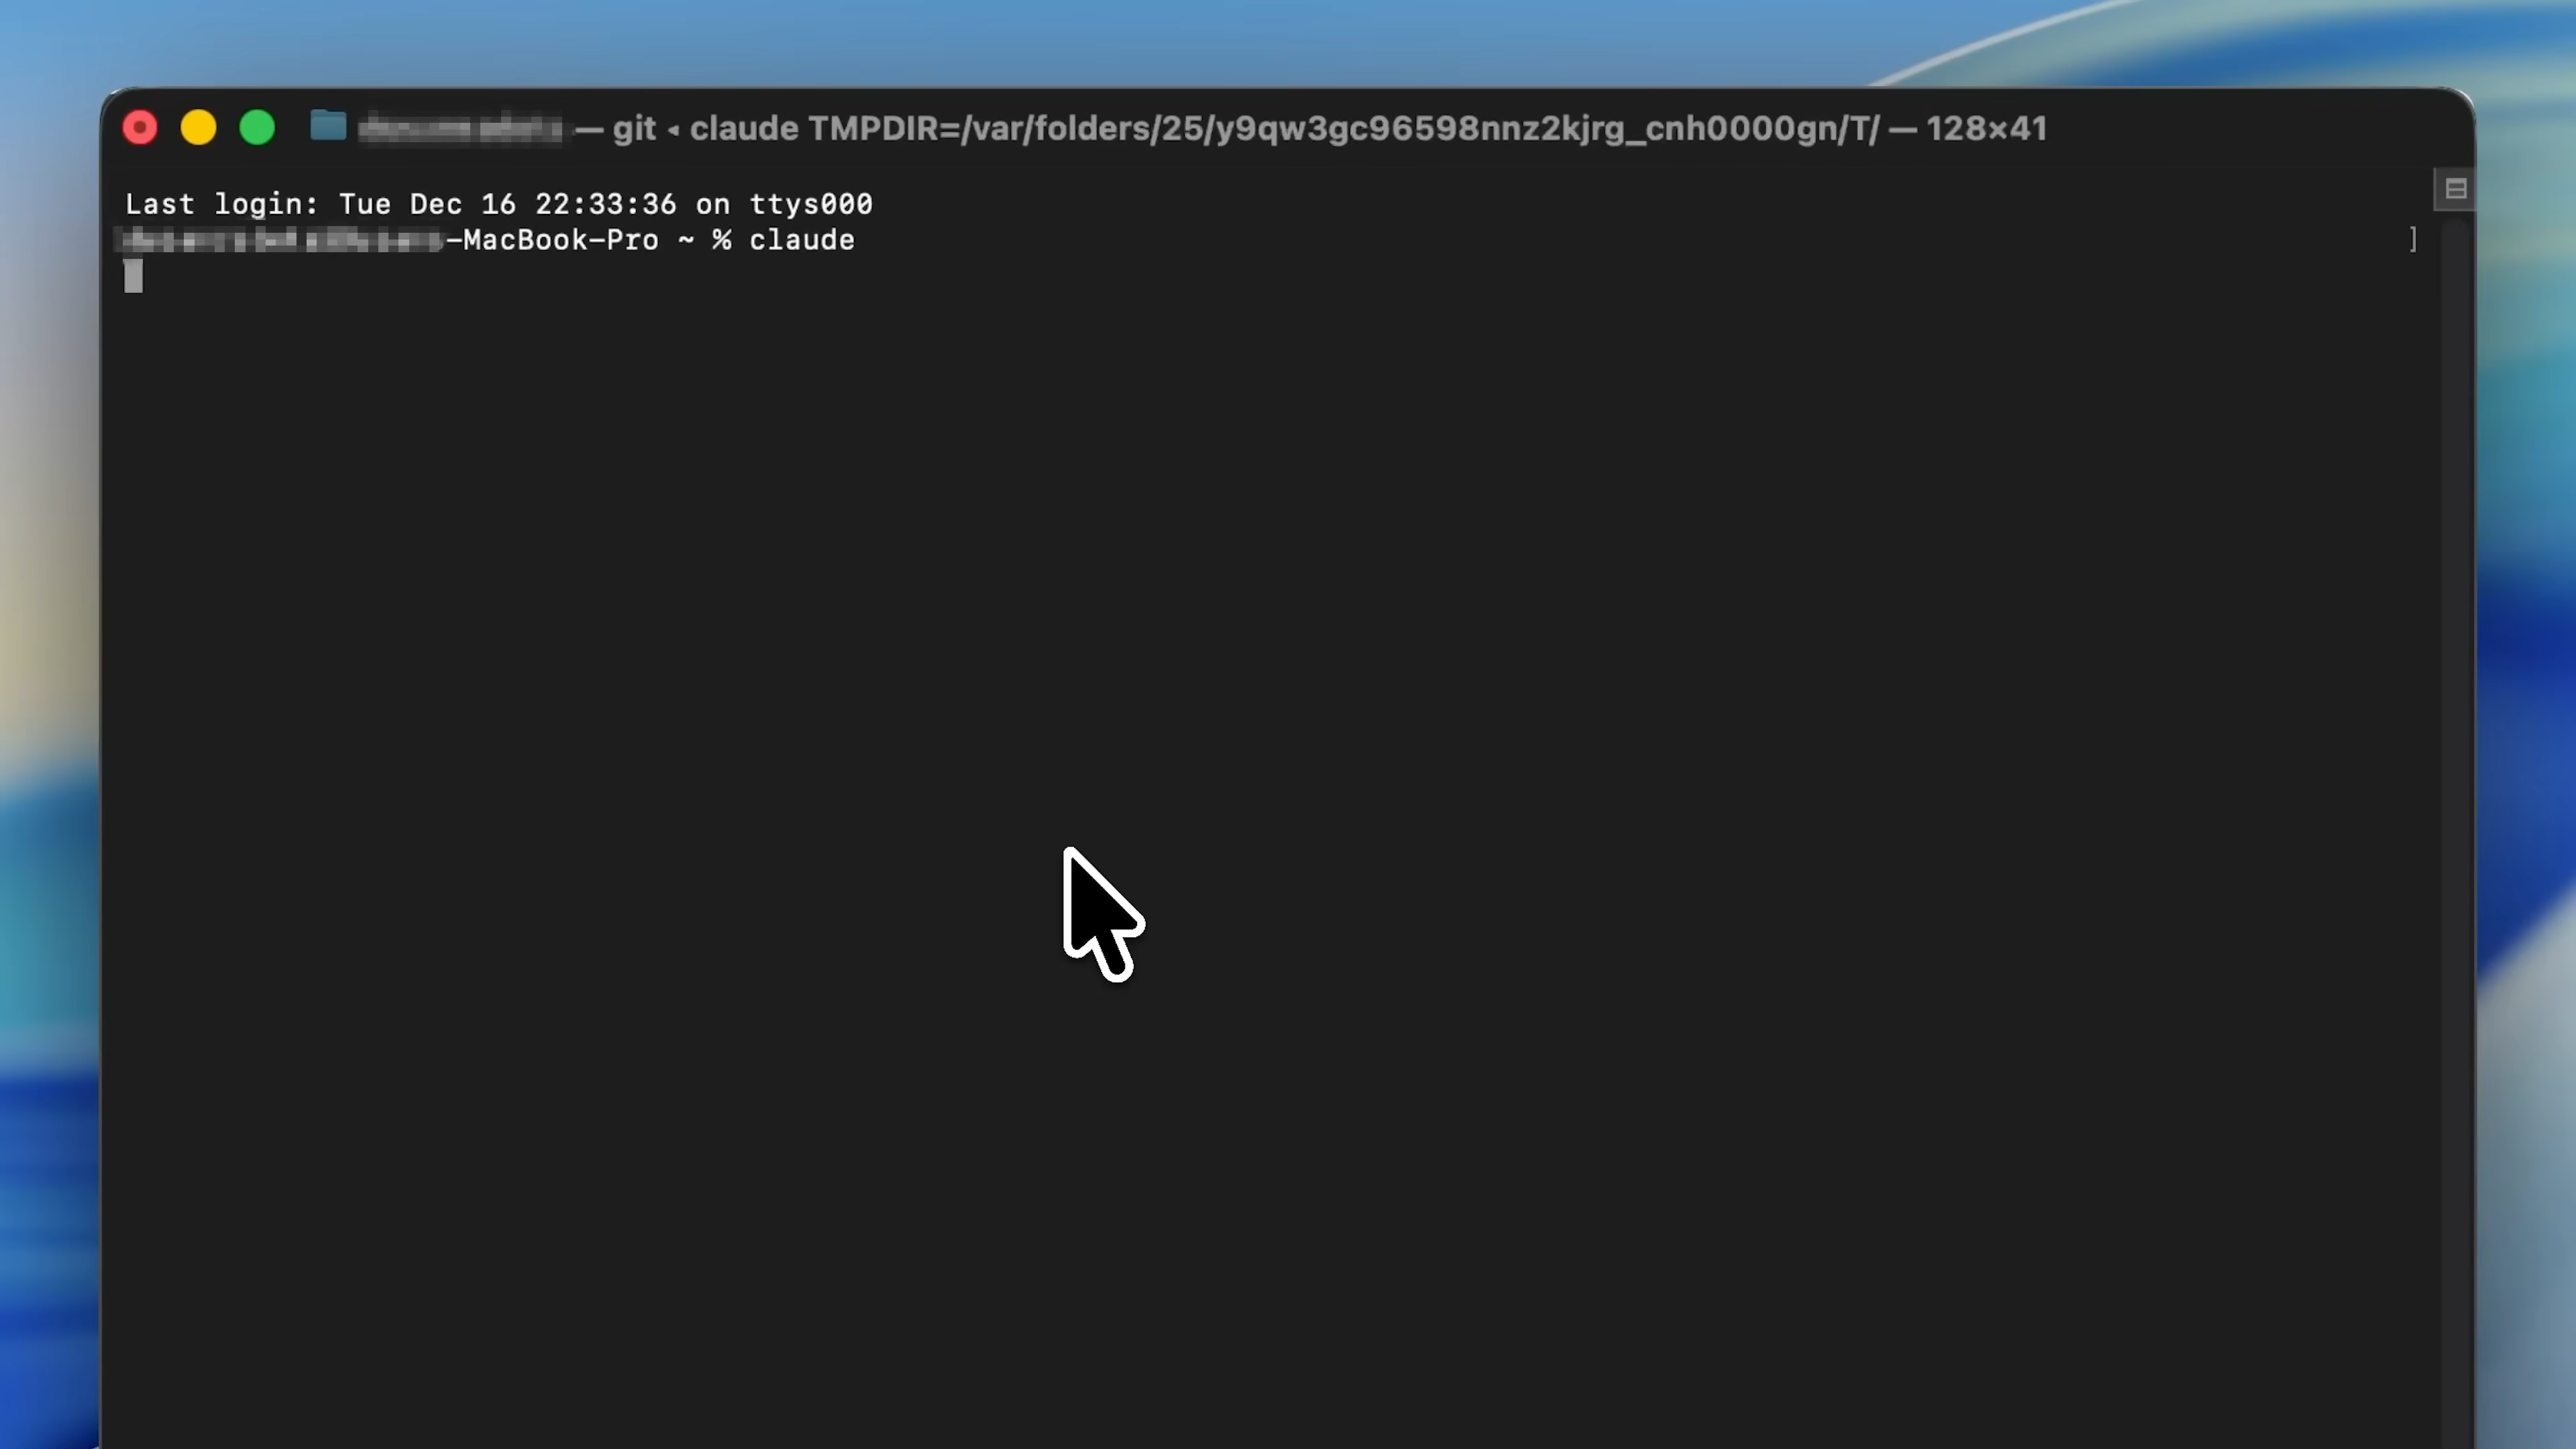 — git ◂ claude TMPDIR=/var/folders/25/y9qw3gc96598nnz2kjrg_cnh0000gn/T/ — 128×41
Last login: Tue Dec 16 22:33:36 on ttys000
-MacBook-Pro ~ % claude ]